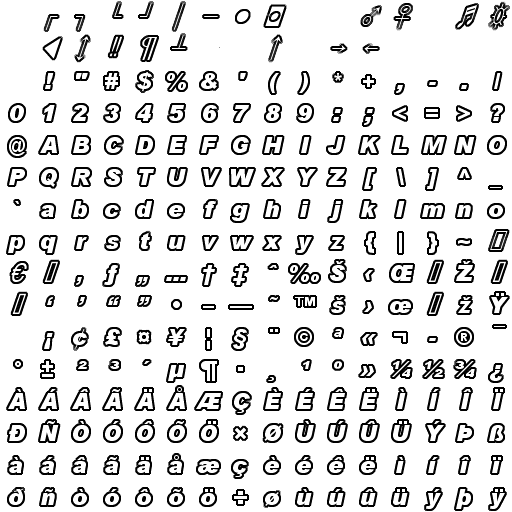 ┌ ┐ └ ┘ │ ─ ○ ◘ ♂ ♀ ♫ ☼
◄ ↕ ‼ ¶ ┴ ↑ → ←
! " # $ % & ' ( ) * + , - . /
0 1 2 3 4 5 6 7 8 9 : ; < = > ?
@ A B C D E F G H I J K L M N O
P Q R S T U V W X Y Z [ \ ] ^ _
` a b c d e f g h i j k l m n o
p q r s t u v w x y z { | } ~ ▯
€ ▯ ‚ ƒ „ … † ‡ ˆ ‰ Š ‹ Œ ▯ Ž ▯
▯ ‘ ’ “ ” • – — ˜ ™ š › œ ▯ ž Ÿ
¡ ¢ £ ¤ ¥ ¦ § ¨ © ª « ¬ - ® ¯
° ± ² ³ ´ µ ¶ · ¸ ¹ º » ¼ ½ ¾ ¿
À Á Â Ã Ä Å Æ Ç È É Ê Ë Ì Í Î Ï
Ð Ñ Ò Ó Ô Õ Ö × Ø Ù Ú Û Ü Ý Þ ß
à á â ã ä å æ ç è é ê ë ì í î ï
ð ñ ò ó ô õ ö ÷ ø ù ú û ü ý þ ÿ